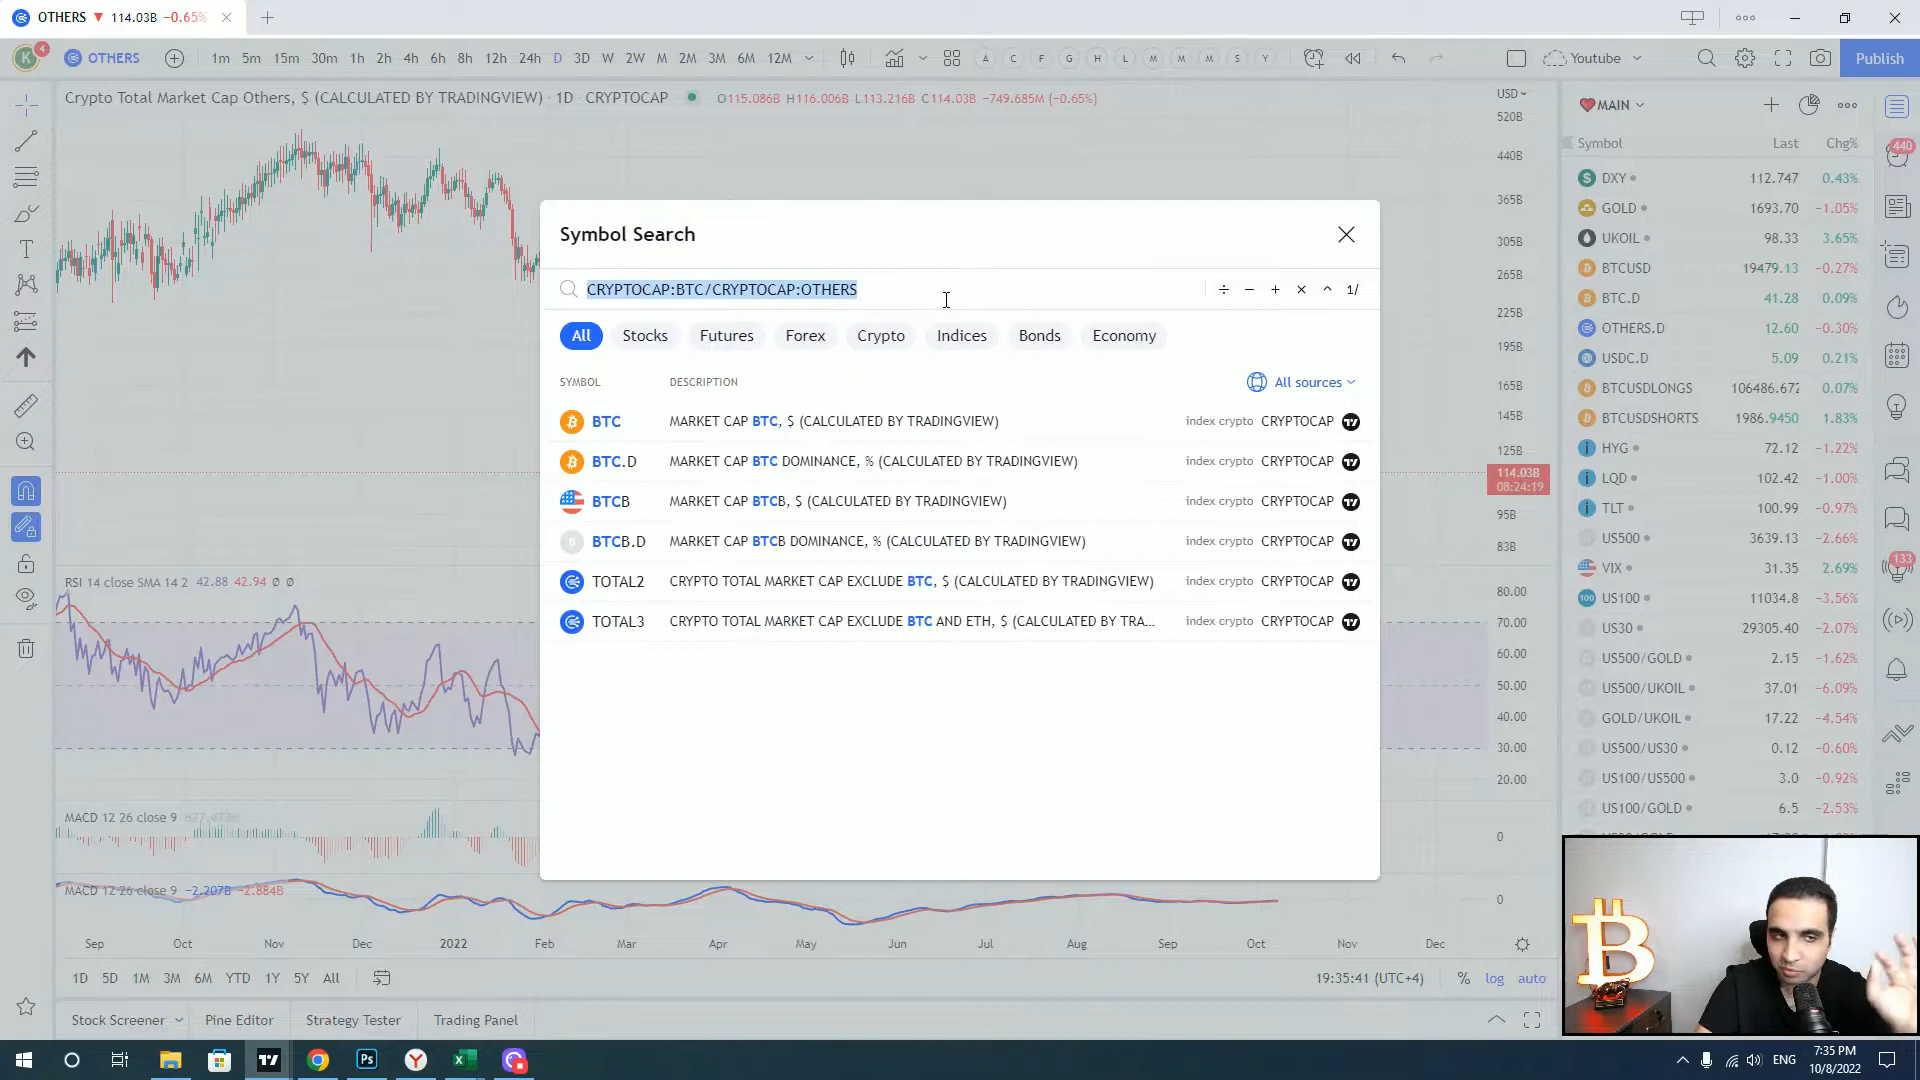 OTHERS ▼ 114.03B −0.65%
K 4 OTHERS 1m 5m 15m 30m 1h 2h 4h 6h 8h 12h 24h D 3D W 2W M 2M 3M 6M 12M A C F G H L M M M S Y Youtube Publish
Crypto Total Market Cap Others, $ (CALCULATED BY TRADINGVIEW) · 1D · CRYPTOCAP O115.086B H116.006B L113.216B C114.03B −749.685M (−0.65%)
USD
520B
440B
365B
305B
265B
225B
195B
165B
145B
125B
114.03B
08:24:19
95B
83B
MAIN
Symbol Last Chg%
DXY 112.747 0.43%
GOLD 1693.70 −1.05%
UKOIL 98.33 3.65%
BTCUSD 19479.13 −0.27%
BTC.D 41.28 0.09%
OTHERS.D 12.60 −0.30%
USDC.D 5.09 0.21%
BTCUSDLONGS 106486.672 0.07%
BTCUSDSHORTS 1986.9450 1.83%
HYG 72.12 −1.22%
LQD 102.42 −1.00%
TLT 100.99 −0.97%
US500 3639.13 −2.66%
VIX 31.35 2.69%
US100 11034.8 −3.56%
US30 29305.40 −2.07%
US500/GOLD 2.15 −1.62%
US500/UKOIL 37.01 −6.09%
GOLD/UKOIL 17.22 −4.54%
US500/US30 0.12 −0.60%
US100/US500 3.0 −0.92%
US100/GOLD 6.5 −2.53%
440
133
Symbol Search
CRYPTOCAP:BTC/CRYPTOCAP:OTHERS ÷ − + × ^ 1/
All Stocks Futures Forex Crypto Indices Bonds Economy
SYMBOL DESCRIPTION All sources
BTC MARKET CAP BTC, $ (CALCULATED BY TRADINGVIEW) index crypto CRYPTOCAP
BTC.D MARKET CAP BTC DOMINANCE, % (CALCULATED BY TRADINGVIEW) index crypto CRYPTOCAP
BTCB MARKET CAP BTCB, $ (CALCULATED BY TRADINGVIEW) index crypto CRYPTOCAP
BTCB.D MARKET CAP BTCB DOMINANCE, % (CALCULATED BY TRADINGVIEW) index crypto CRYPTOCAP
TOTAL2 CRYPTO TOTAL MARKET CAP EXCLUDE BTC, $ (CALCULATED BY TRADINGVIEW) index crypto CRYPTOCAP
TOTAL3 CRYPTO TOTAL MARKET CAP EXCLUDE BTC AND ETH, $ (CALCULATED BY TRA... index crypto CRYPTOCAP
RSI 14 close SMA 14 2 42.88 42.94 Ø Ø
80.00
70.00
60.00
50.00
40.00
30.00
20.00
MACD 12 26 close 9
0
MACD 12 26 close 9 −2.207B −2.884B
0
Sep Oct Nov Dec 2022 Feb Mar Apr May Jun Jul Aug Sep Oct Nov Dec
1D 5D 1M 3M 6M YTD 1Y 5Y All 19:35:41 (UTC+4) % log auto
Stock Screener Pine Editor Strategy Tester Trading Panel
Ps ENG 7:35 PM
10/8/2022